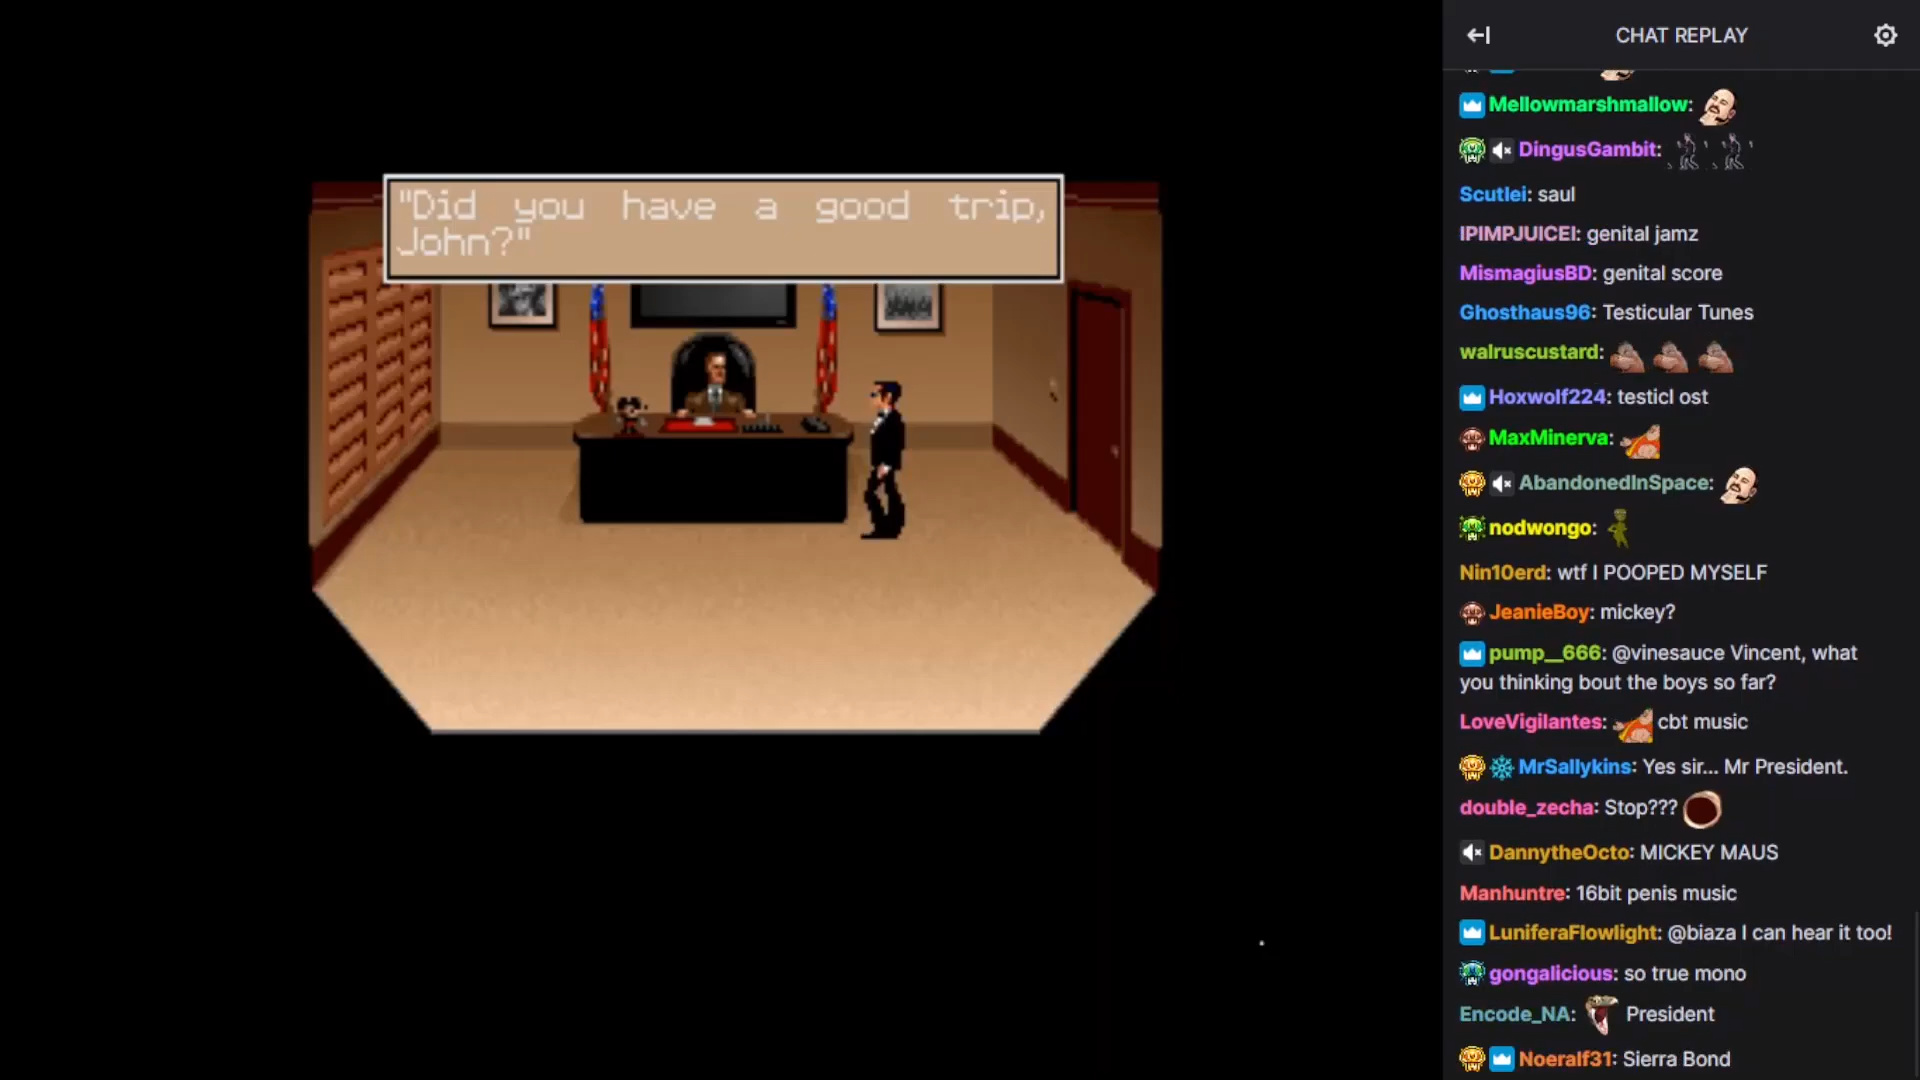 "Did you have a good trip,
John?"
CHAT REPLAY
Mellowmarshmallow:
DingusGambit:
Scutlei: saul
IPIMPJUICEI: genital jamz
MismagiusBD: genital score
Ghosthaus96: Testicular Tunes
walruscustard:
Hoxwolf224: testicl ost
MaxMinerva:
AbandonedInSpace:
nodwongo:
Nin10erd: wtf I POOPED MYSELF
JeanieBoy: mickey?
pump__666: @vinesauce Vincent, what
you thinking bout the boys so far?
LoveVigilantes: cbt music
MrSallykins: Yes sir... Mr President.
double_zecha: Stop???
DannytheOcto: MICKEY MAUS
Manhuntre: 16bit penis music
LuniferaFlowlight: @biaza I can hear it too!
gongalicious: so true mono
Encode_NA: President
Noeralf31: Sierra Bond